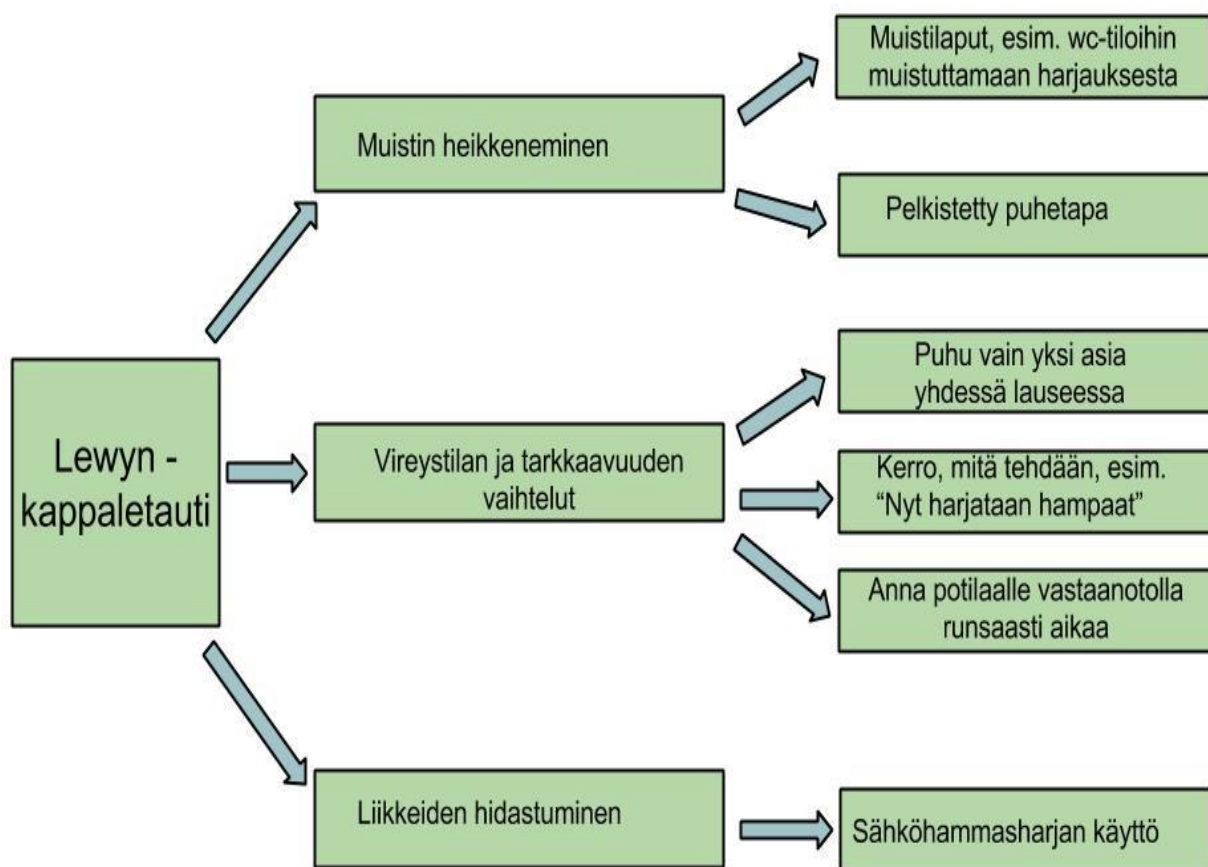 Muistilaput, esim. wc-tiloihin
muistuttamaan harjauksesta
Muistin heikkeneminen
Pelkistetty puhetapa
Puhu vain yksi asia
yhdessä lauseessa
Lewyn -
kappaletauti
Vireystilan ja tarkkaavuuden
vaihtelut
Kerro, mitä tehdään, esim.
“Nyt harjataan hampaat”
Anna potilaalle vastaanotolla
runsaasti aikaa
Liikkeiden hidastuminen
Sähköhammasharjan käyttö